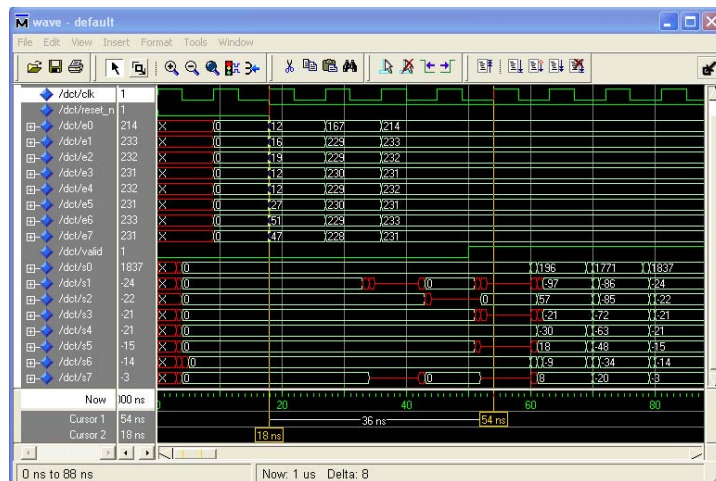 wave - default
File Edit View Insert Format Tools Window
/dct/clk 1
/dct/reset_n 1
/dct/e0 214 X (0 12 )(167 )(214
/dct/e1 233 X (0 16 )(229 )(233
/dct/e2 232 X (0 19 )(229 )(232
/dct/e3 231 X (0 12 )(230 )(231
/dct/e4 232 X (0 12 )(229 )(232
/dct/e5 231 X (0 27 )(230 )(231
/dct/e6 233 X (0 51 )(229 )(233
/dct/e7 231 X (0 47 )(228 )(231
/dct/valid 1
/dct/s0 1837 X (0 196 1771 1837
/dct/s1 -24 X (0 (0 -97 -86 -24
/dct/s2 -22 X (0 (0 57 -85 -22
/dct/s3 -21 X (0 -21 -72 -21
/dct/s4 -21 X (0 -30 -63 -21
/dct/s5 -15 X (0 18 -48 -15
/dct/s6 -14 X (0 -9 -34 -14
/dct/s7 -3 X (0 (0 8 -20 -3
Now 000 ns 20 40 60 80
Cursor 1 54 ns 36 ns 54 ns
Cursor 2 18 ns 18 ns
0 ns to 88 ns Now: 1 us Delta: 8